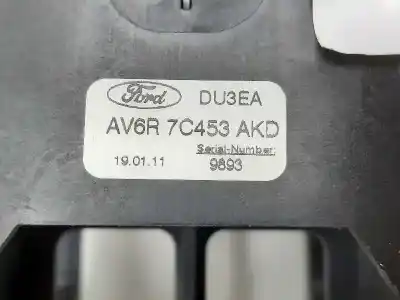 Ford DU3EA
AV6R 7C453 AKD
Serial-Number:
19.01.11 9893